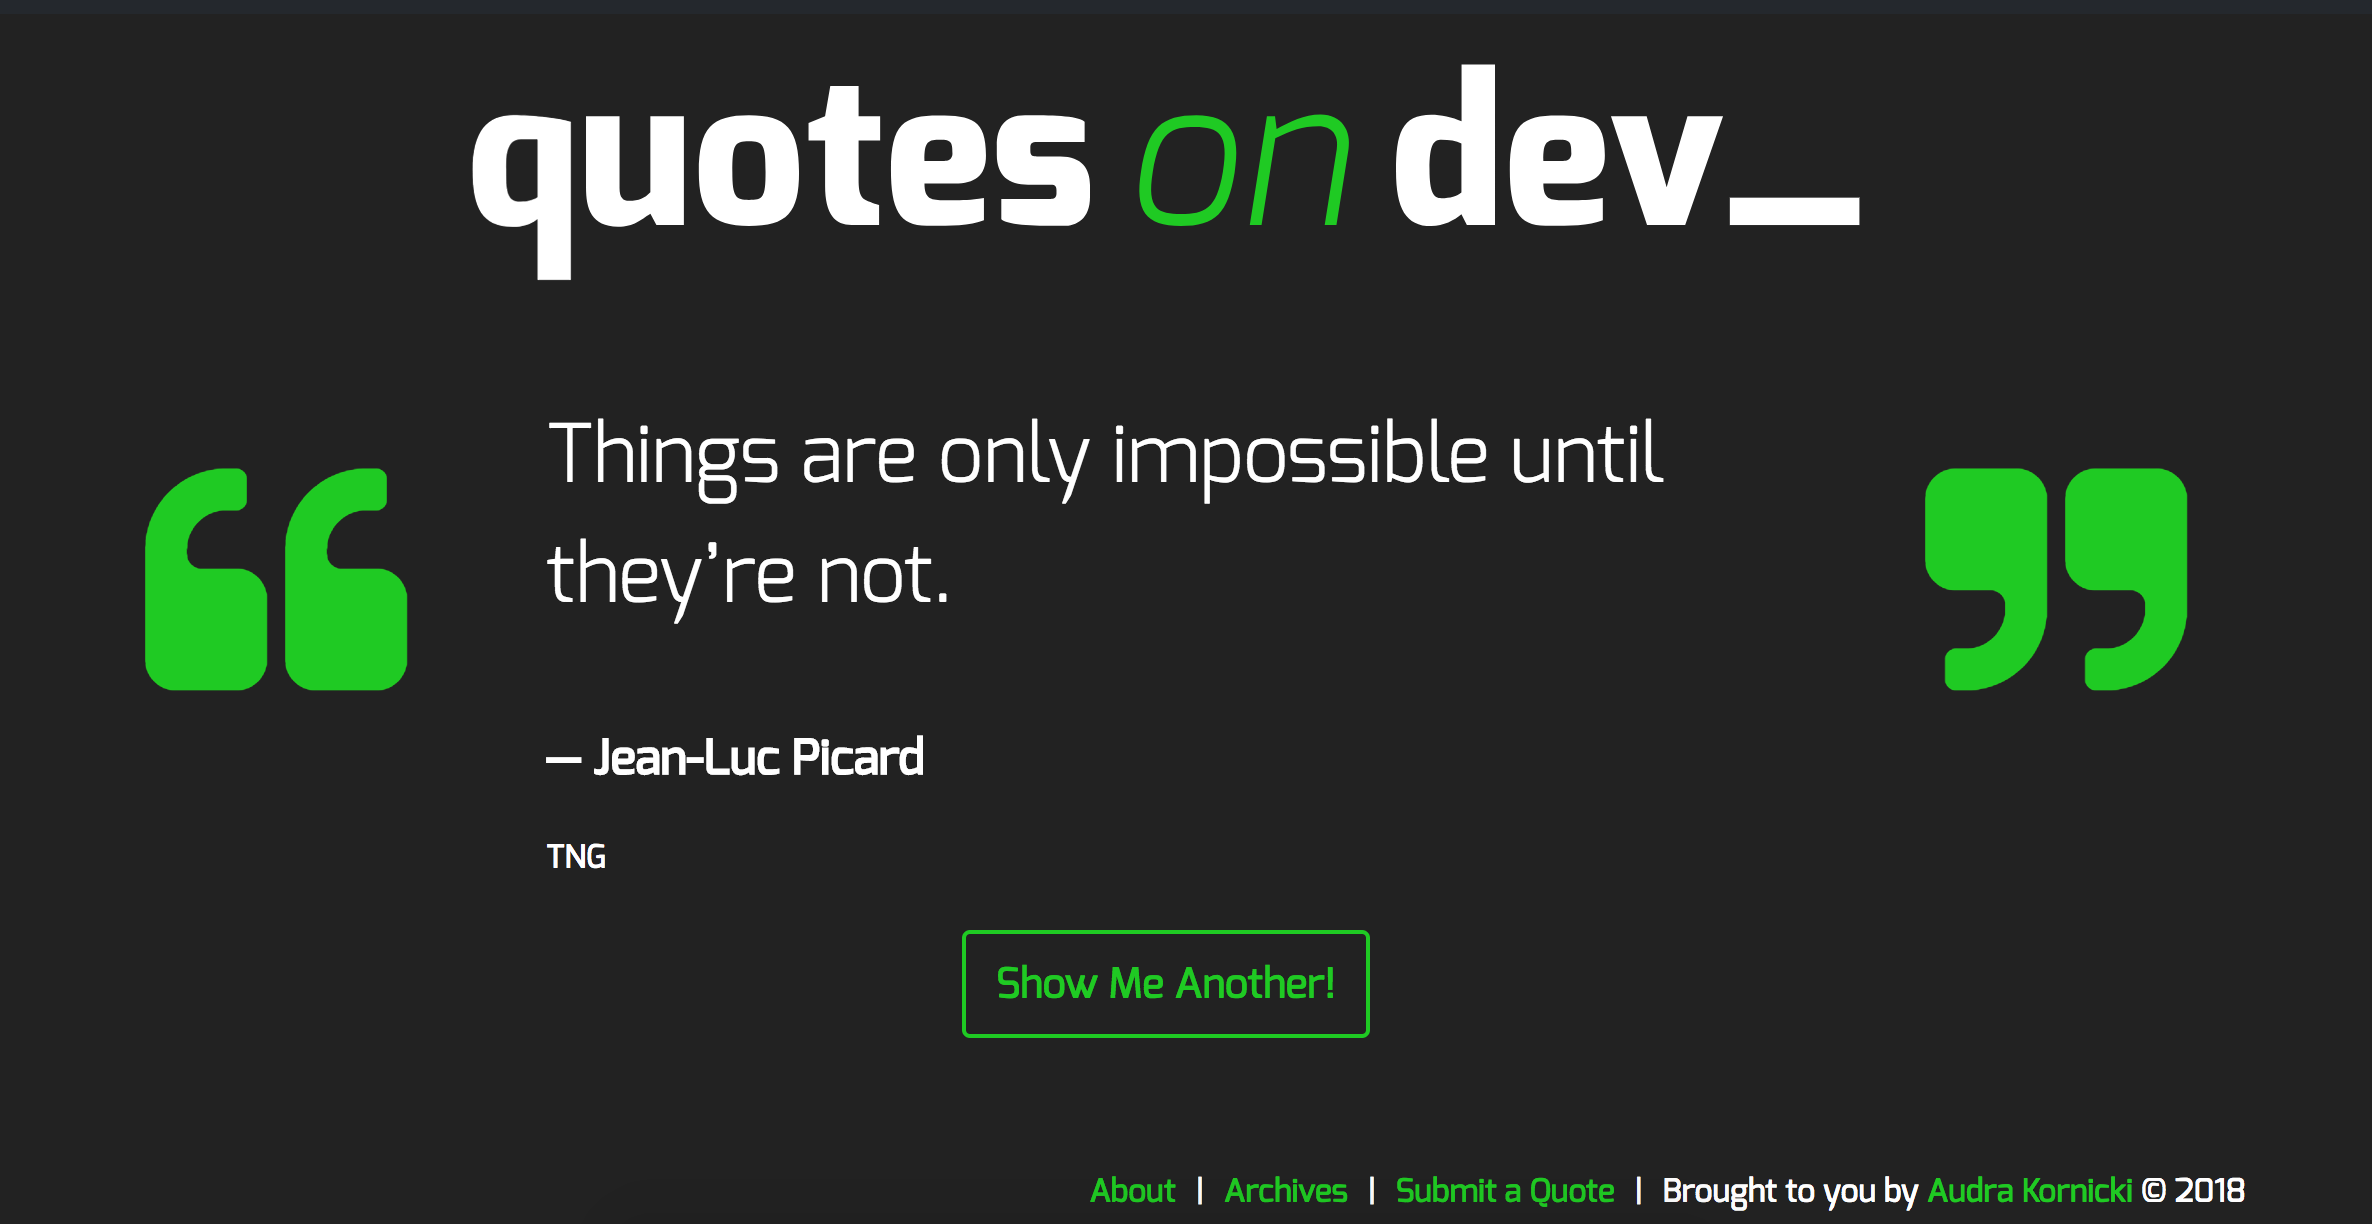 quotes on dev_
Things are only impossible until
they’re not.
— Jean-Luc Picard
TNG
Show Me Another!
About | Archives | Submit a Quote | Brought to you by Audra Kornicki © 2018